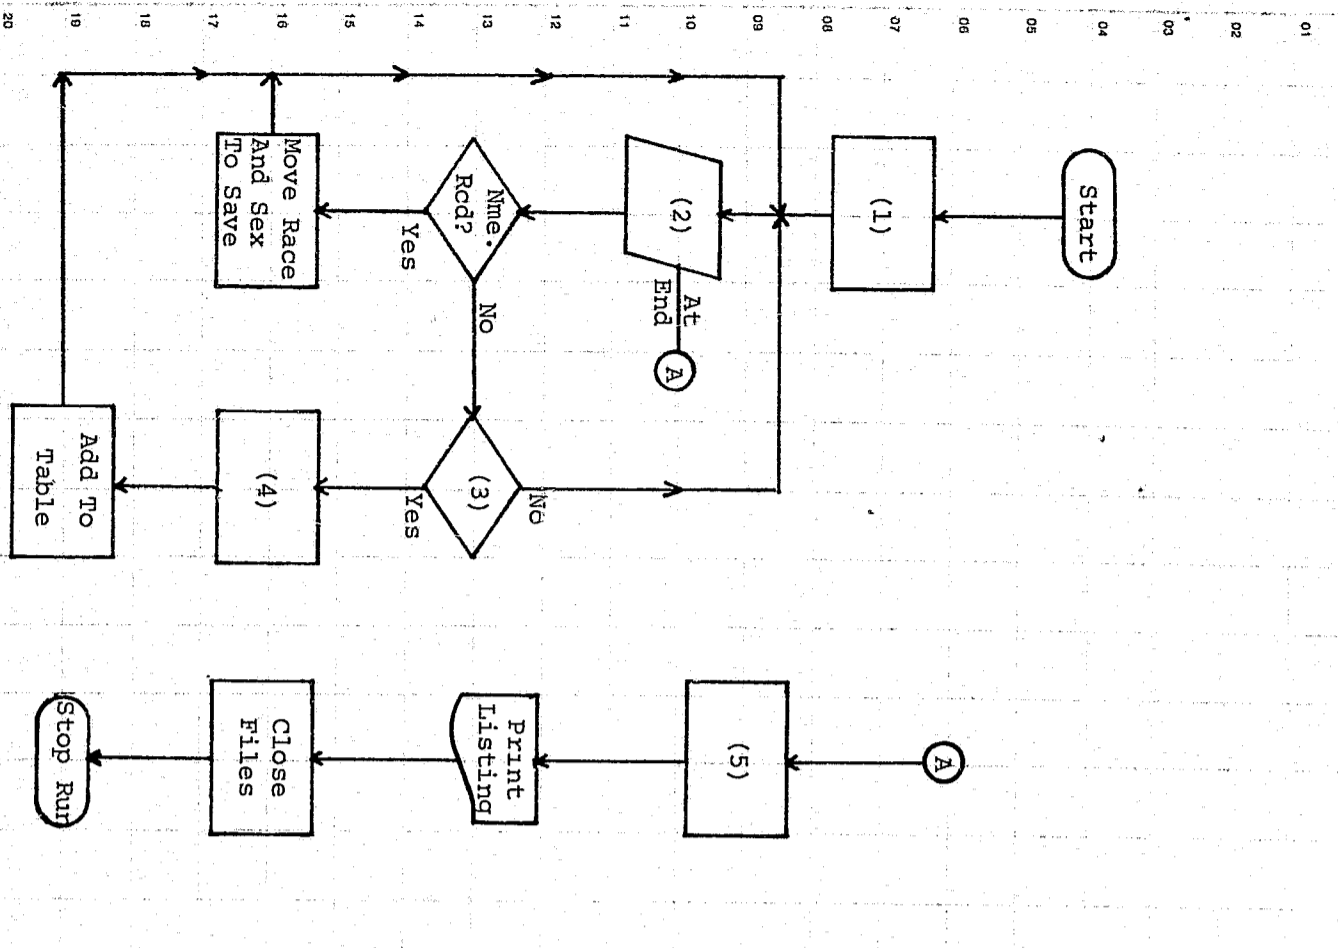 01
02
03
04
05
06
07
08
09
10
11
12
13
14
15
16
17
18
19
20
Start
(1)
(2)
At
End
A
Nme.
Rcd?
Yes
No
Move Race
And Sex
To Save
(3)
No
Yes
(4)
Add To
Table
A
(5)
Print
Listing
Close
Files
Stop Run